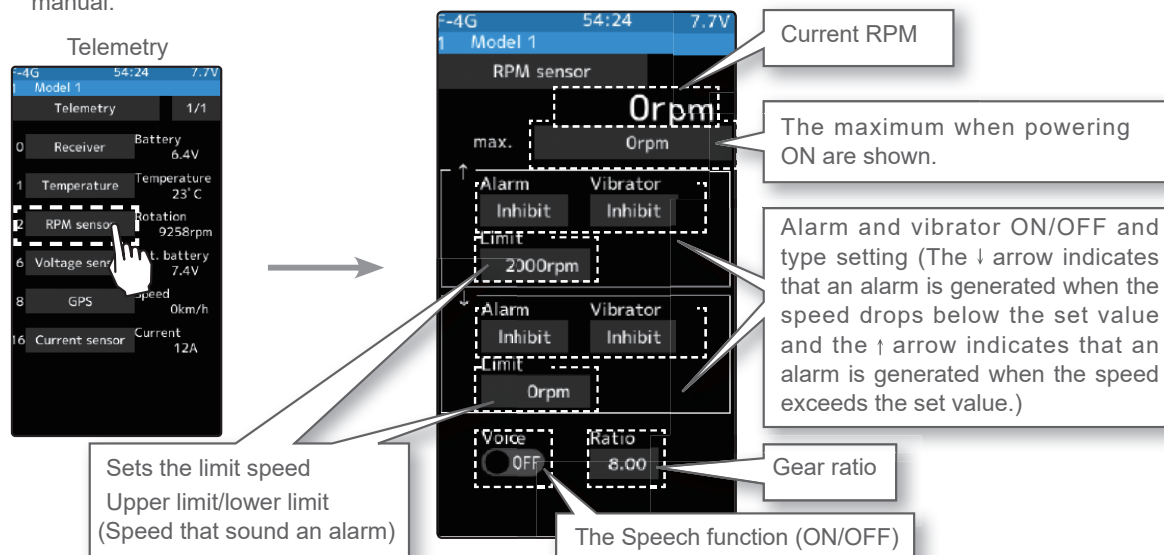 manual.
Telemetry
F-4G 54:24 7.7V
1 Model 1
Telemetry 1/1
0 Receiver Battery
6.4V
1 Temperature Temperature
23°C
2 RPM sensor Rotation
9258rpm
6 Voltage battery
7.4V
8 GPS Speed
0km/h
16 Current sensor Current
12A
F-4G 54:24 7.7V
1 Model 1
RPM sensor
0rpm
max. 0rpm
↑
Alarm Vibrator
Inhibit Inhibit
Limit
2000rpm
↓
Alarm Vibrator
Inhibit Inhibit
Limit
0rpm
Voice Ratio
OFF 8.00
Current RPM
The maximum when powering
ON are shown.
Alarm and vibrator ON/OFF and
type setting (The ↓ arrow indicates
that an alarm is generated when the
speed drops below the set value
and the ↑ arrow indicates that an
alarm is generated when the speed
exceeds the set value.)
Gear ratio
Sets the limit speed
Upper limit/lower limit
(Speed that sound an alarm)
The Speech function (ON/OFF)